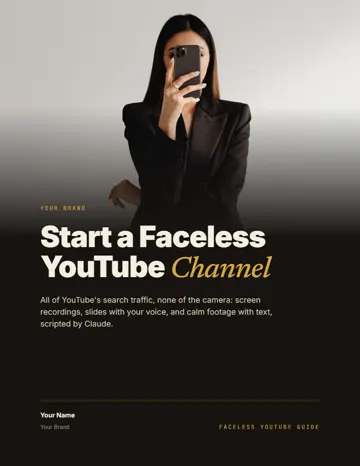 YOUR BRAND
Start a Faceless
YouTube Channel
All of YouTube's search traffic, none of the camera: screen
recordings, slides with your voice, and calm footage with text,
scripted by Claude.
Your Name
Your Brand
FACELESS YOUTUBE GUIDE